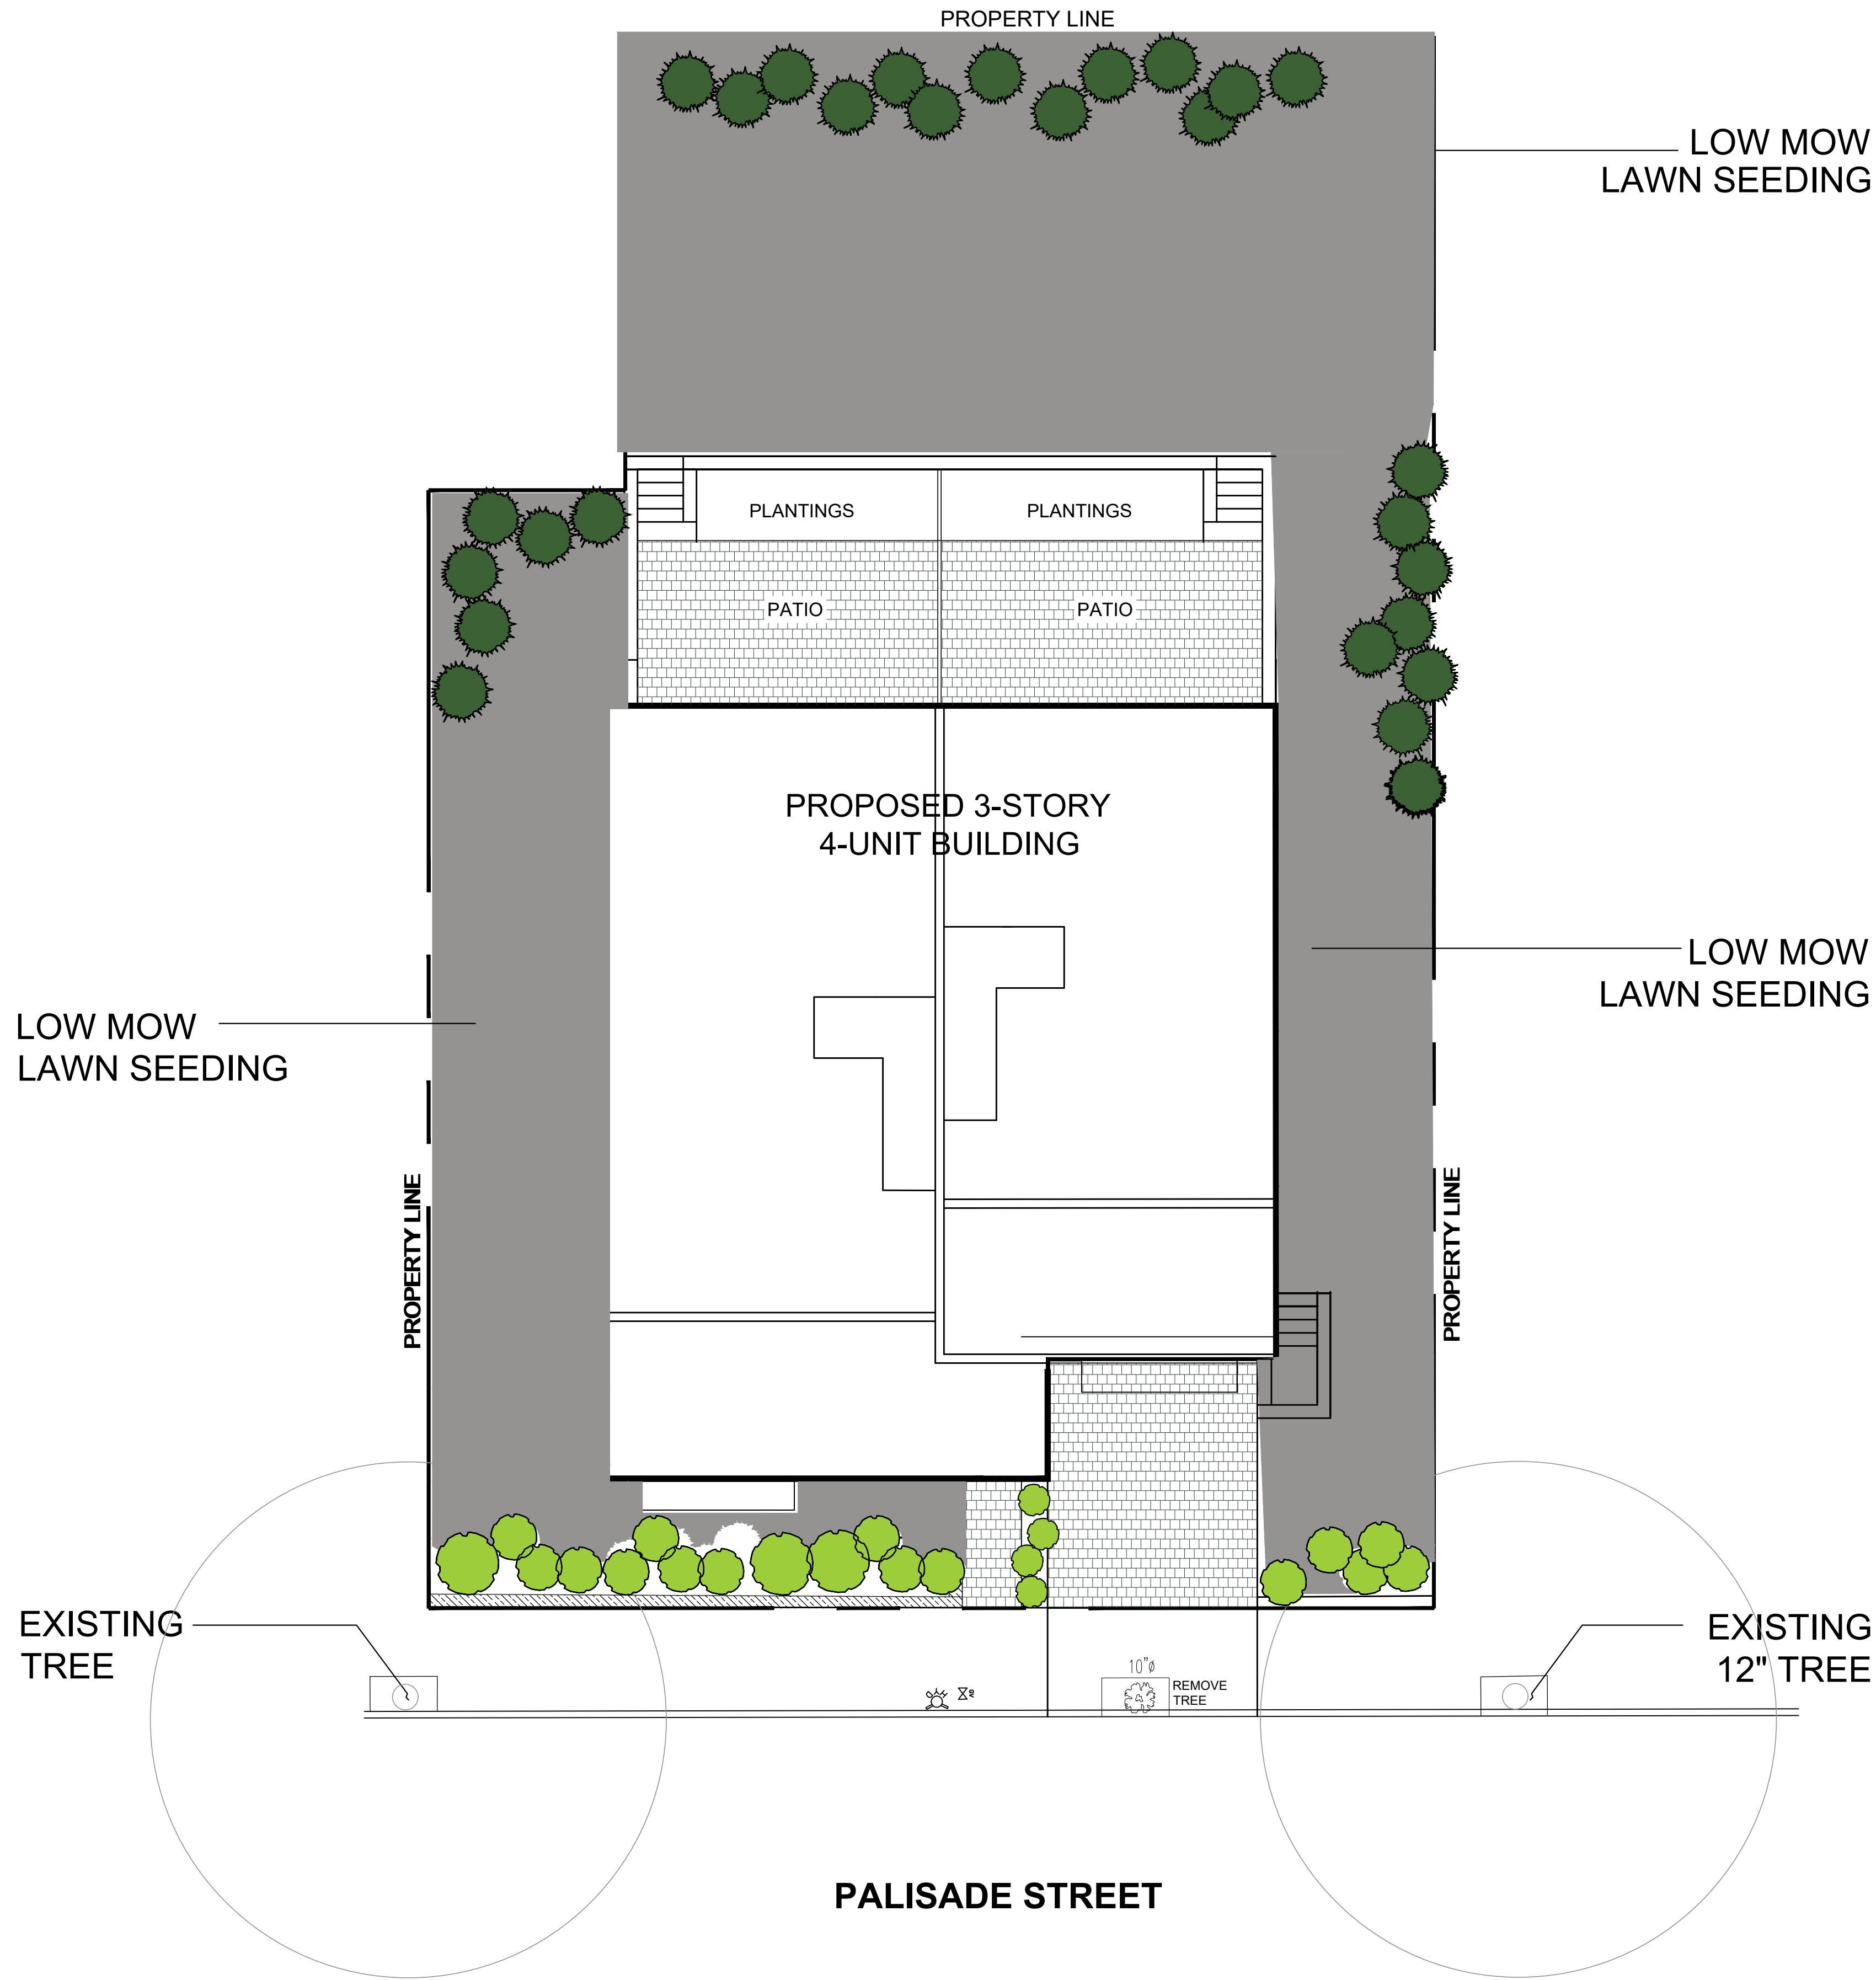 PROPERTY LINE
LOW MOW
LAWN SEEDING
PLANTINGS
PLANTINGS
PATIO
PATIO
PROPOSED 3-STORY
4-UNIT BUILDING
LOW MOW
LAWN SEEDING
LOW MOW
LAWN SEEDING
PROPERTY LINE
PROPERTY LINE
EXISTING
TREE
EXISTING
12" TREE
10"ø
REMOVE
TREE
PALISADE STREET